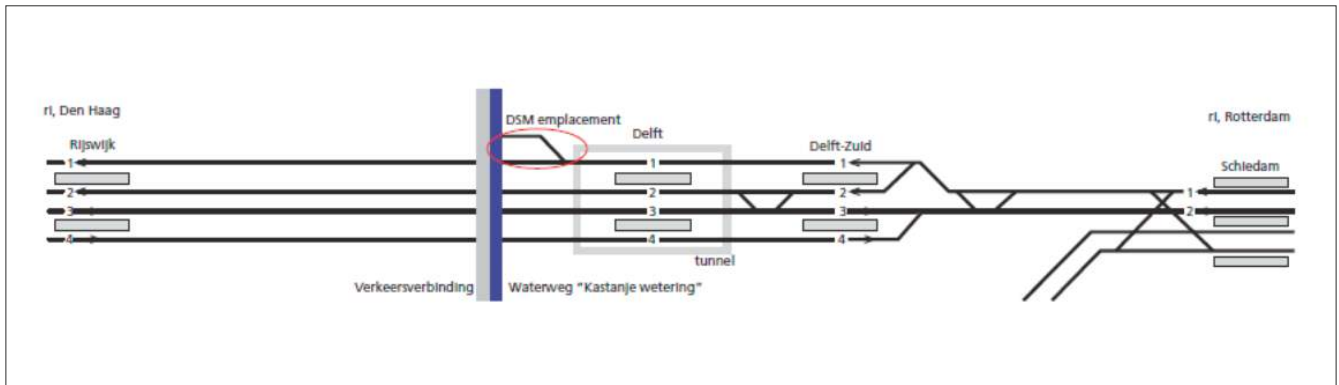 ri, Den Haag
DSM emplacement
Delft
ri, Rotterdam
Rijswijk
Delft-Zuid
Schiedam
1
1
1
2
2
2
1
3
3
3
2
4
4
4
tunnel
Verkeersverbinding
Waterweg "Kastanje wetering"